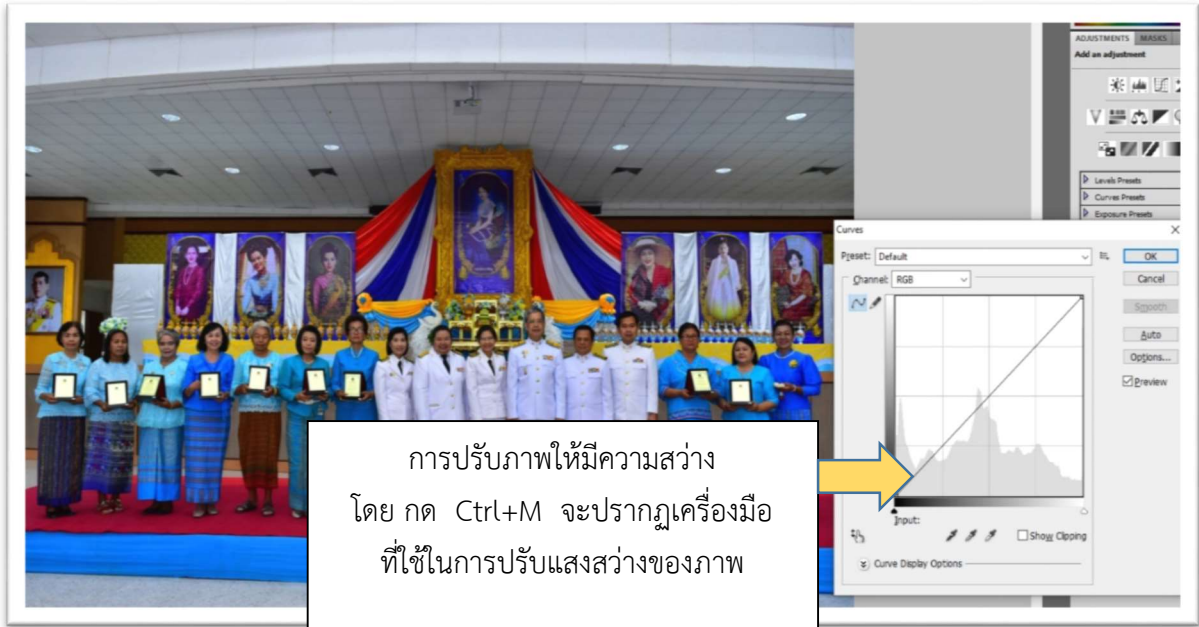 ADJUSTMENTS MASKS
Add an adjustment
Levels Presets
Curves Presets
Exposure Presets
Curves
Preset: Default
OK
Channel: RGB
Cancel
Smooth
Auto
Options...
Preview
Input:
Show Clipping
Curve Display Options
การปรับภาพให้มีความสว่าง
โดย กด Ctrl+M จะปรากฏเครื่องมือ
ที่ใช้ในการปรับแสงสว่างของภาพ